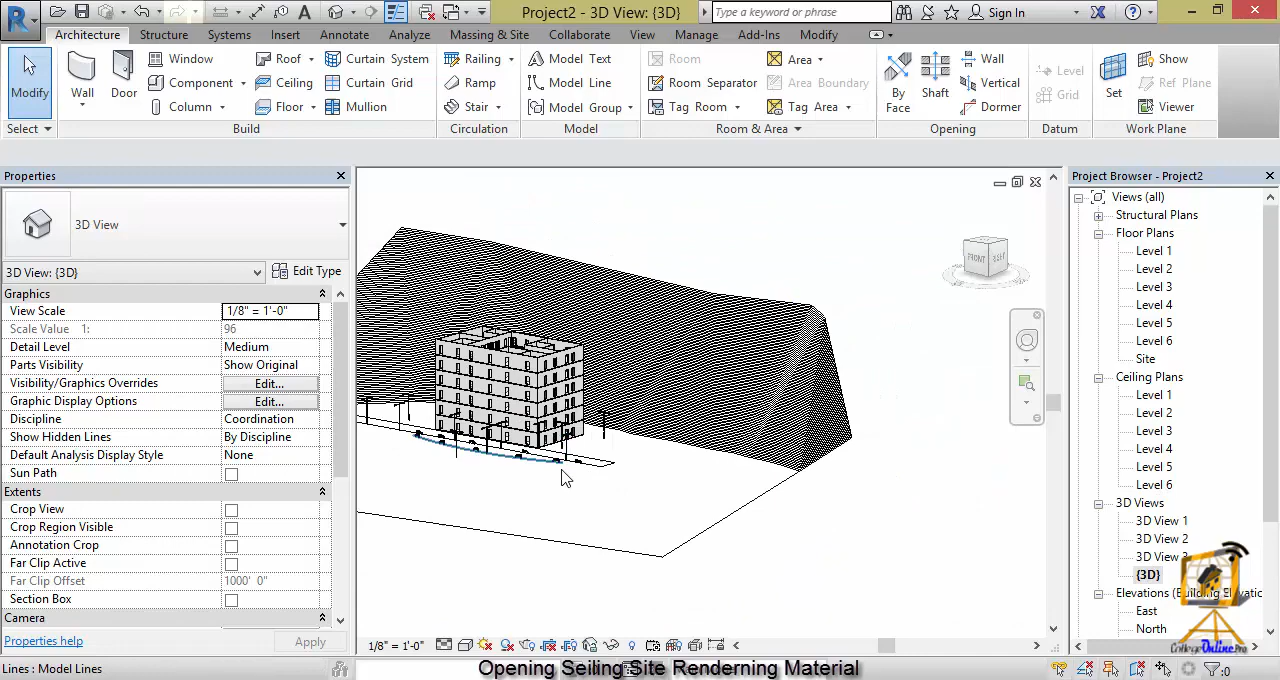 Project2 - 3D View: {3D}
Type a keyword or phrase
Sign In
Architecture Structure Systems Insert Annotate Analyze Massing & Site Collaborate View Manage Add-Ins Modify
Modify
Wall
Door
Window
Component
Column
Roof
Ceiling
Floor
Curtain System
Curtain Grid
Mullion
Railing
Ramp
Stair
Model Text
Model Line
Model Group
Room
Room Separator
Tag Room
Area
Area Boundary
Tag Area
By Face
Shaft
Wall
Vertical
Dormer
Level
Grid
Set
Show
Ref Plane
Viewer
Select
Build
Circulation
Model
Room & Area
Opening
Datum
Work Plane
Properties
3D View
3D View: {3D}
Edit Type
Graphics
View Scale 1/8" = 1'-0"
Scale Value 1: 96
Detail Level Medium
Parts Visibility Show Original
Visibility/Graphics Overrides Edit...
Graphic Display Options Edit...
Discipline Coordination
Show Hidden Lines By Discipline
Default Analysis Display Style None
Sun Path
Extents
Crop View
Crop Region Visible
Annotation Crop
Far Clip Active
Far Clip Offset 1000' 0"
Section Box
Camera
Properties help
Apply
FRONT
Project Browser - Project2
Views (all)
Structural Plans
Floor Plans
Level 1
Level 2
Level 3
Level 4
Level 5
Level 6
Site
Ceiling Plans
Level 1
Level 2
Level 3
Level 4
Level 5
Level 6
3D Views
3D View 1
3D View 2
3D View
{3D}
Elevations (Building
East
North
CollegeOnline.Pro
1/8" = 1'-0"
Lines : Model Lines
Opening Seiling Site Renderning Material
:0